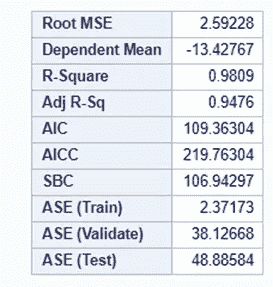 Root MSE 2.59228
Dependent Mean -13.42767
R-Square 0.9809
Adj R-Sq 0.9476
AIC 109.36304
AICC 219.76304
SBC 106.94297
ASE (Train) 2.37173
ASE (Validate) 38.12668
ASE (Test) 48.88584